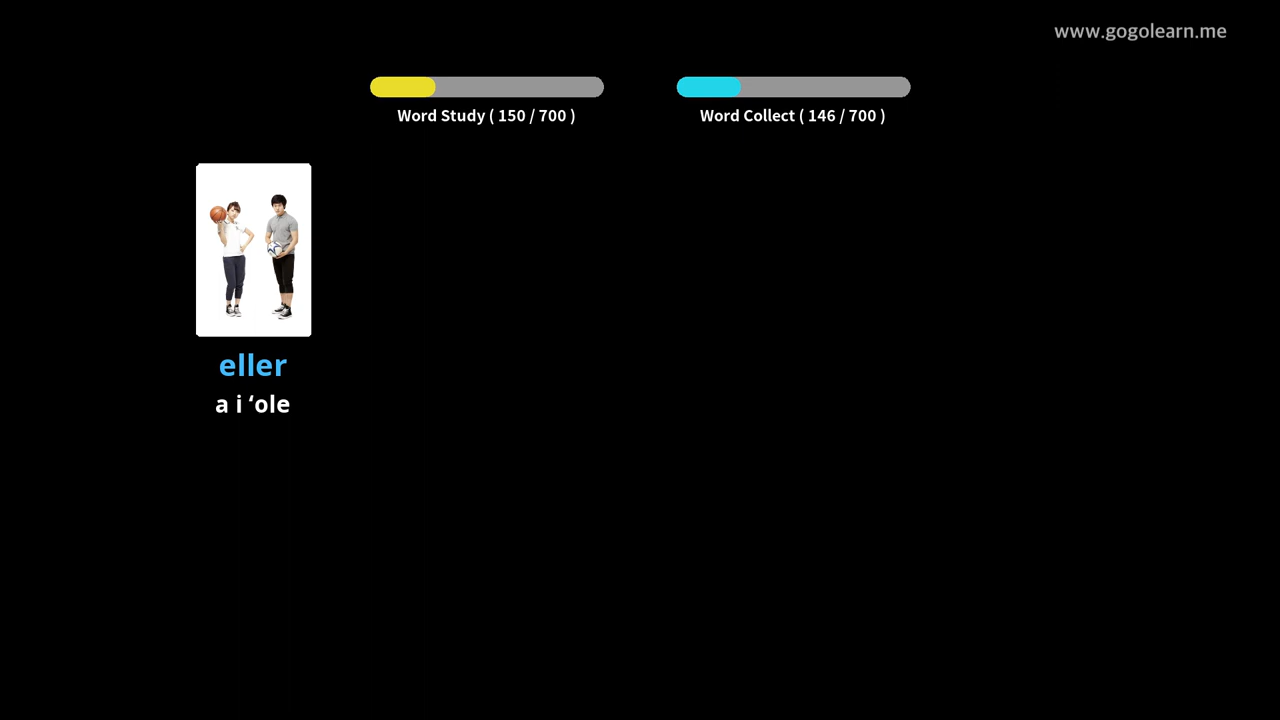 www.gogolearn.me
Word Study ( 150 / 700 )
Word Collect ( 146 / 700 )
eller
a i ‘ole